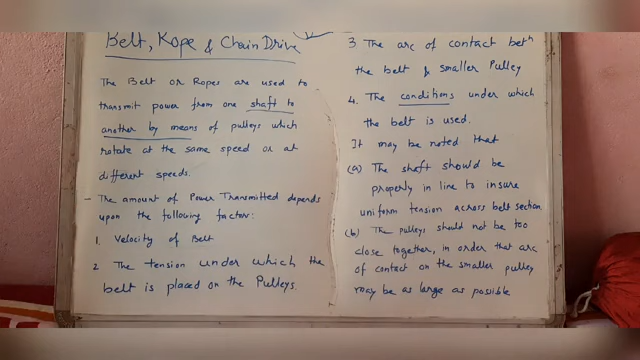 Belt, Rope & Chain Drive
The Belt or Ropes are used to
transmit power from one shaft to
another by means of pulleys which
rotate at the same speed or at
different speeds.
- The amount of Power Transmitted depends
upon the following factor:
1. Velocity of Belt
2 The tension under which the
belt is placed on the Pulleys.
3 The arc of contact beth
the belt & smaller Pulley
4. The conditions under which
the belt is used.
It may be noted that
(a) The shaft should be
properly in line to insure
uniform tension across belt section.
(b) The pulleys should not be too
close together, in order that arc
of contact on the smaller pulley
may be as large as possible